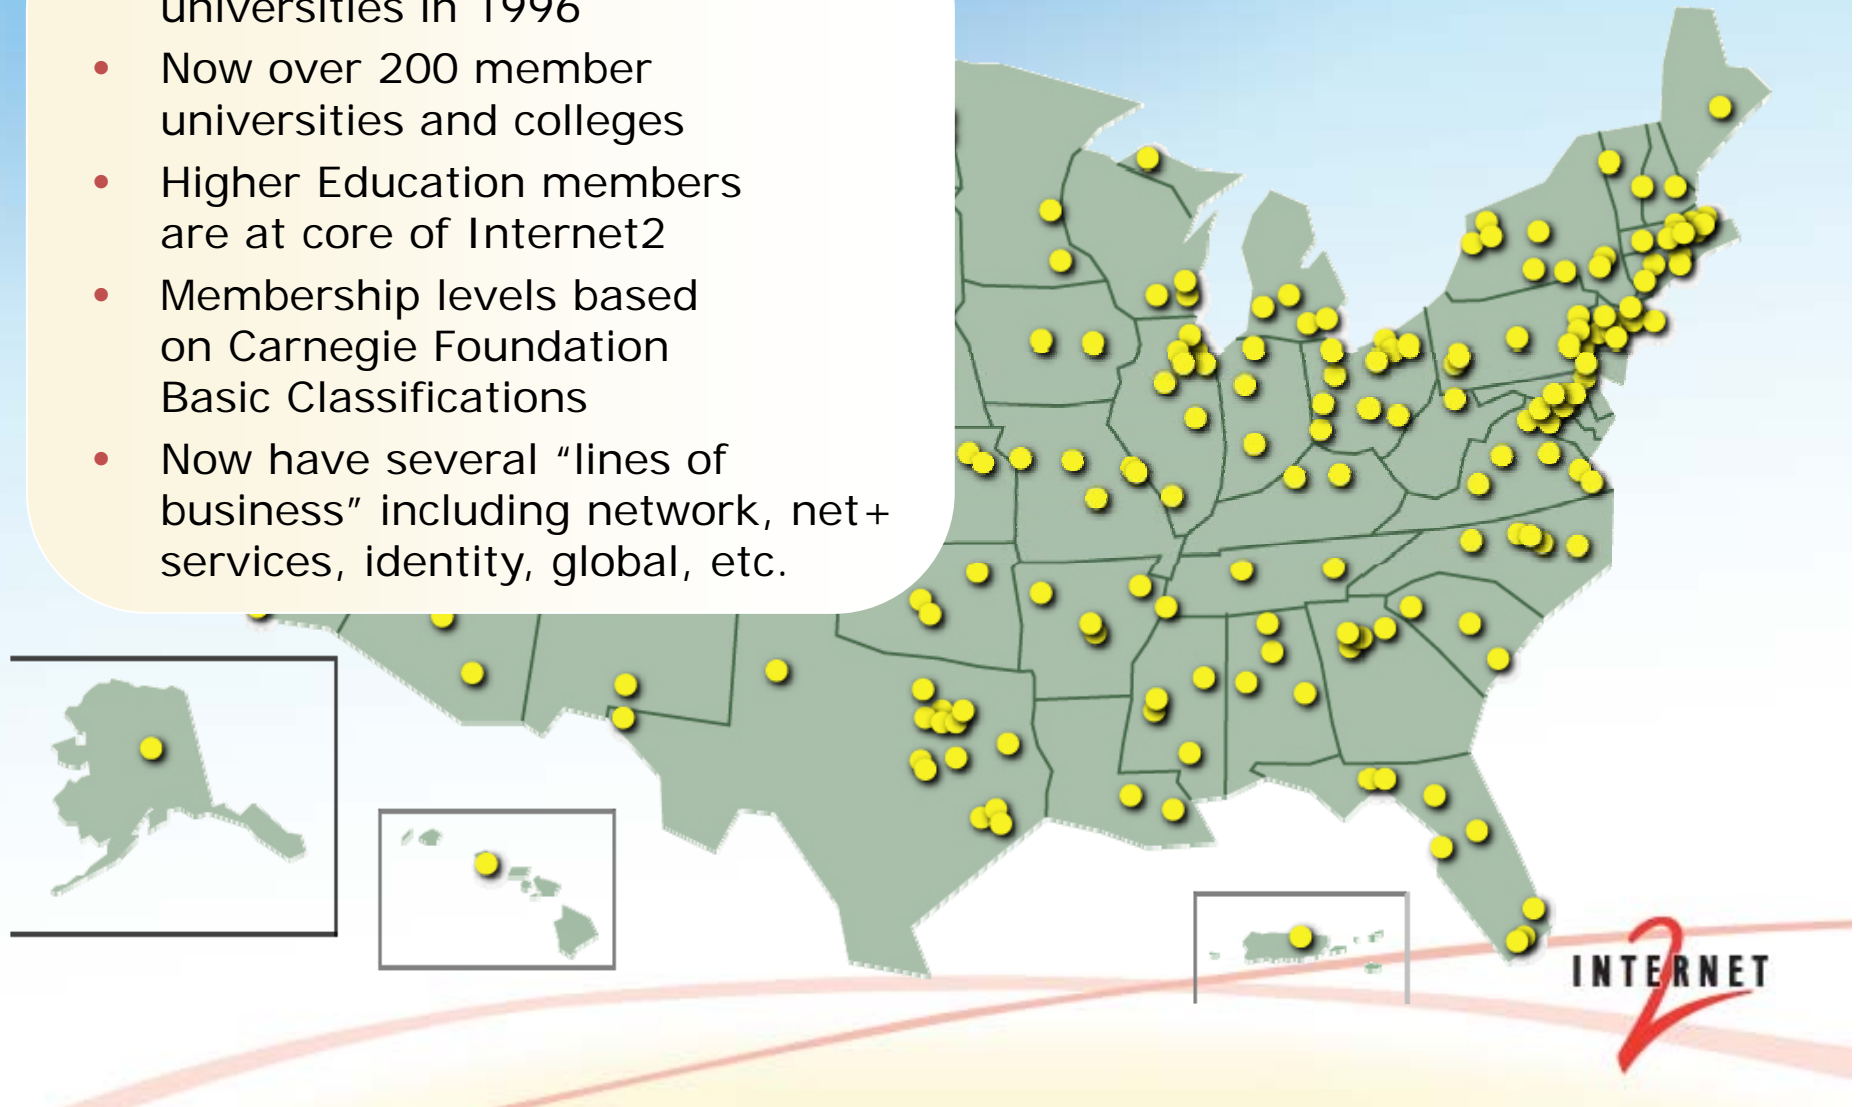 universities in 1996
• Now over 200 member
universities and colleges
• Higher Education members
are at core of Internet2
• Membership levels based
on Carnegie Foundation
Basic Classifications
• Now have several “lines of
business” including network, net+
services, identity, global, etc.
INTERNET
2